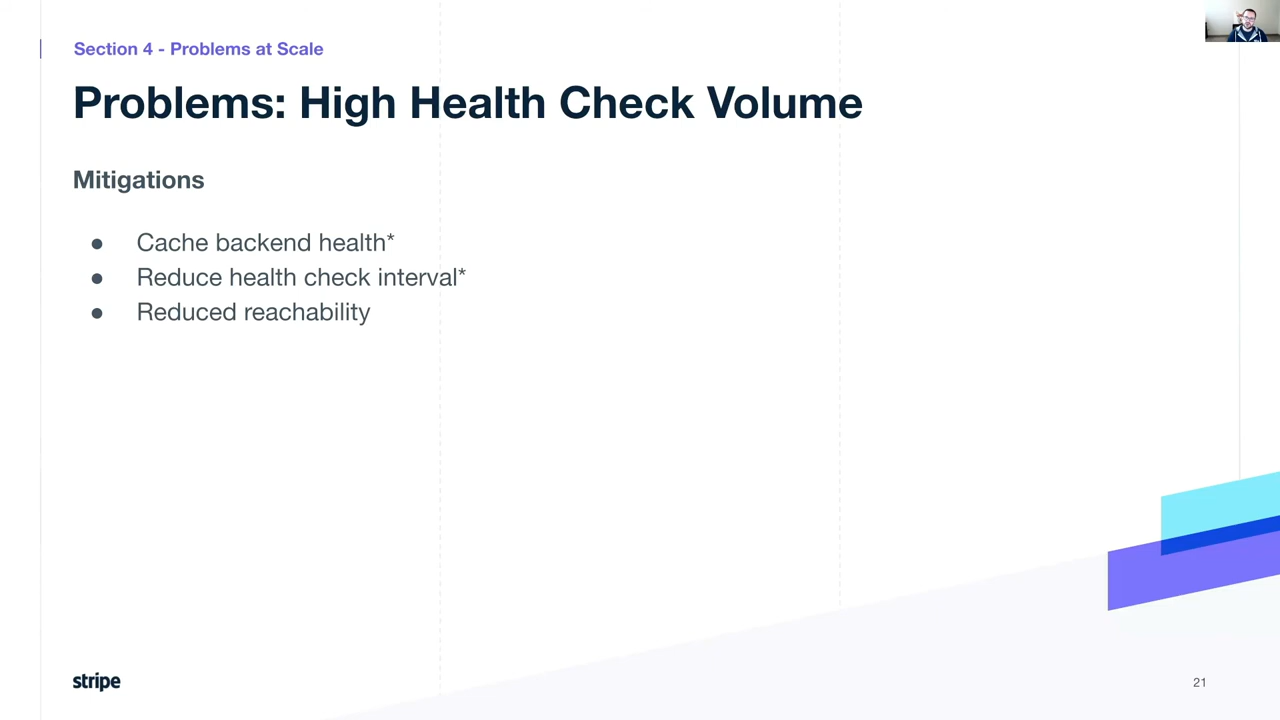 Section 4 - Problems at Scale
Problems: High Health Check Volume
Mitigations
● Cache backend health*
● Reduce health check interval*
● Reduced reachability
stripe
21